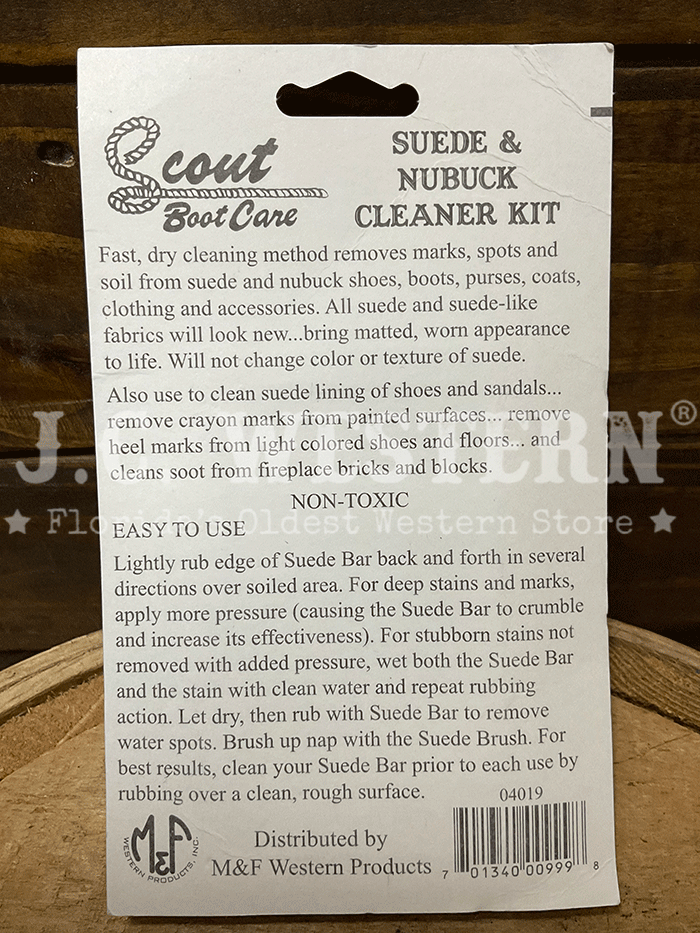 Scout
Boot Care
SUEDE &
NUBUCK
CLEANER KIT
Fast, dry cleaning method removes marks, spots and
soil from suede and nubuck shoes, boots, purses, coats,
clothing and accessories. All suede and suede-like
fabrics will look new...bring matted, worn appearance
to life. Will not change color or texture of suede.
Also use to clean suede lining of shoes and sandals...
remove crayon marks from painted surfaces... remove
heel marks from light colored shoes and floors... and
cleans soot from fireplace bricks and blocks.
J.C. WESTERN®
NON-TOXIC
★ Florida's Oldest Western Store ★
EASY TO USE
Lightly rub edge of Suede Bar back and forth in several
directions over soiled area. For deep stains and marks,
apply more pressure (causing the Suede Bar to crumble
and increase its effectiveness). For stubborn stains not
removed with added pressure, wet both the Suede Bar
and the stain with clean water and repeat rubbing
action. Let dry, then rub with Suede Bar to remove
water spots. Brush up nap with the Suede Brush. For
best results, clean your Suede Bar prior to each use by
rubbing over a clean, rough surface.
04019
M&F
WESTERN PRODUCTS, INC.
Distributed by
M&F Western Products
7 01340 00999 8